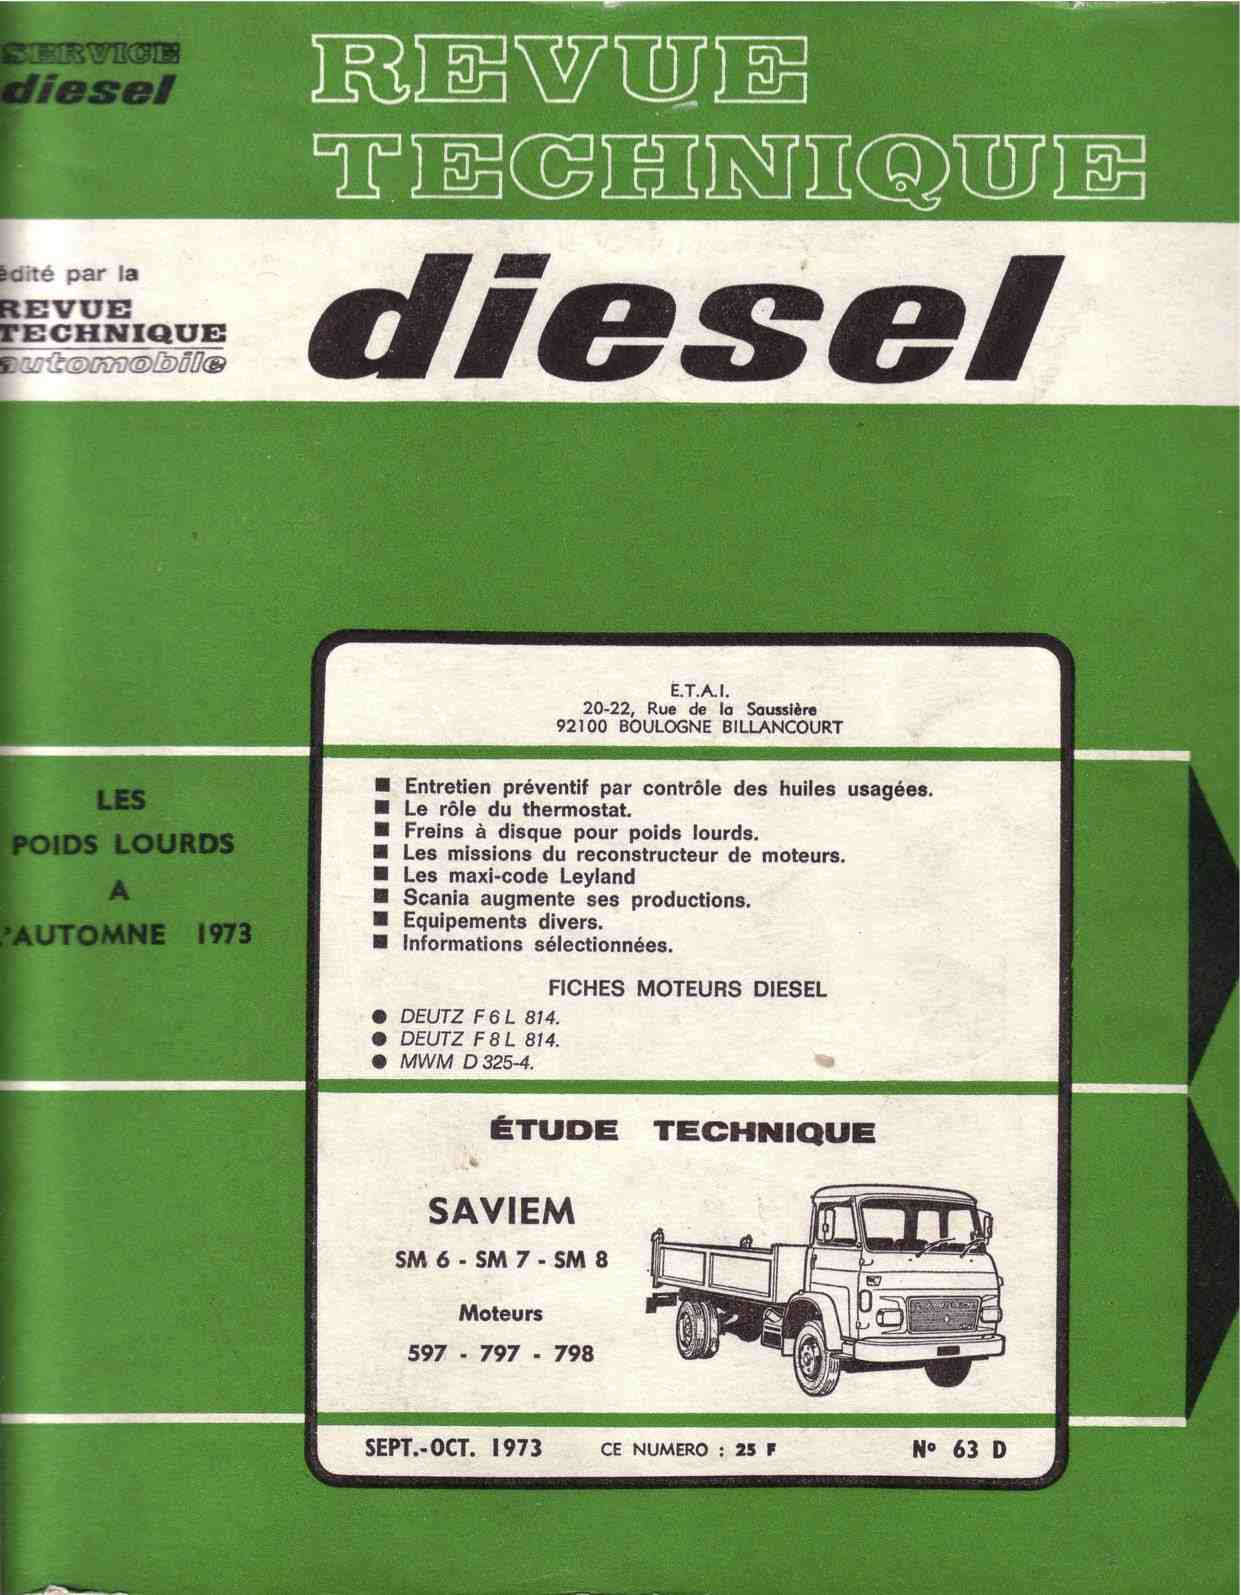 SERVICE
diesel
REVUE
TECHNIQUE
diesel
édité par la
REVUE
TECHNIQUE
automobile
E.T.A.I.
20-22, Rue de la Saussière
92100 BOULOGNE BILLANCOURT
LES
POIDS LOURDS
A
L'AUTOMNE 1973
■ Entretien préventif par contrôle des huiles usagées.
■ Le rôle du thermostat.
■ Freins à disque pour poids lourds.
■ Les missions du reconstructeur de moteurs.
■ Les maxi-code Leyland
■ Scania augmente ses productions.
■ Equipements divers.
■ Informations sélectionnées.
FICHES MOTEURS DIESEL
● DEUTZ F 6 L 814.
● DEUTZ F 8 L 814.
● MWM D 325-4.
ÉTUDE TECHNIQUE
SAVIEM
SM 6 - SM 7 - SM 8
Moteurs
597 - 797 - 798
SEPT.-OCT. 1973 CE NUMERO : 25 F N° 63 D